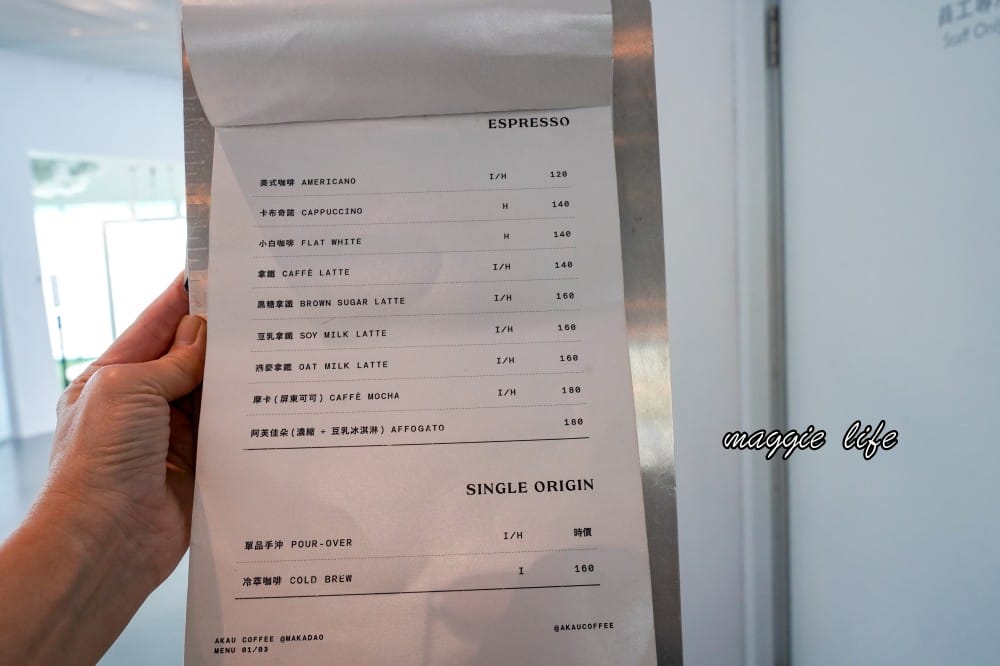 員工專
Staff Only
ESPRESSO
美式咖啡 AMERICANO I/H 120
卡布奇諾 CAPPUCCINO H 140
小白咖啡 FLAT WHITE H 140
拿鐵 CAFFÈ LATTE I/H 140
黑糖拿鐵 BROWN SUGAR LATTE I/H 160
豆乳拿鐵 SOY MILK LATTE I/H 160
燕麥拿鐵 OAT MILK LATTE I/H 160
摩卡(屏東可可) CAFFÈ MOCHA I/H 180
阿芙佳朵(濃縮 + 豆乳冰淇淋) AFFOGATO 180
maggie life
SINGLE ORIGIN
單品手沖 POUR-OVER I/H 時價
冷萃咖啡 COLD BREW I 160
AKAU COFFEE @MAKADAO @AKAUCOFFEE
MENU 01/03